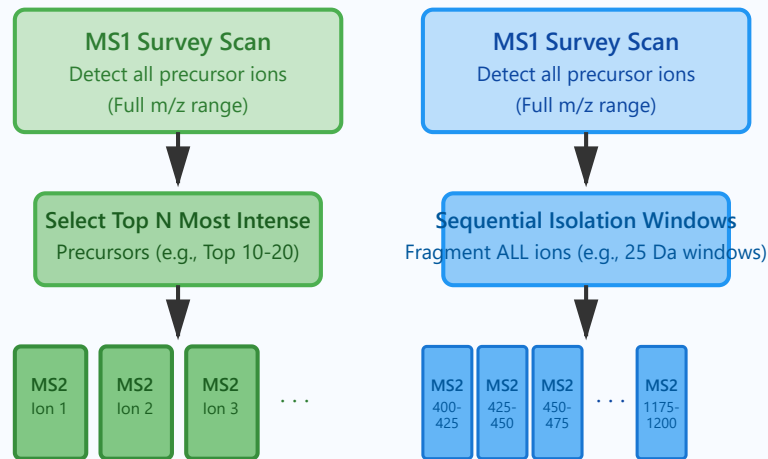 MS1 Survey Scan
Detect all precursor ions
(Full m/z range)
Select Top N Most Intense
Precursors (e.g., Top 10-20)
MS2
Ion 1
MS2
Ion 2
MS2
Ion 3
. . .
MS1 Survey Scan
Detect all precursor ions
(Full m/z range)
Sequential Isolation Windows
Fragment ALL ions (e.g., 25 Da windows)
MS2
400-
425
MS2
425-
450
MS2
450-
475
. . .
MS2
1175-
1200